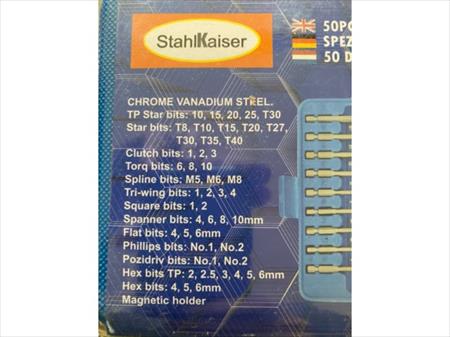 StahlKaiser
50PC
SPEZ
50 D
CHROME VANADIUM STEEL.
TP Star bits: 10, 15, 20, 25, T30
Star bits: T8, T10, T15, T20, T27,
T30, T35, T40
Clutch bits: 1, 2, 3
Torq bits: 6, 8, 10
Spline bits: M5, M6, M8
Tri-wing bits: 1, 2, 3, 4
Square bits: 1, 2
Spanner bits: 4, 6, 8, 10mm
Flat bits: 4, 5, 6mm
Phillips bits: No.1, No.2
Pozidriv bits: No,1, No.2
Hex bits TP: 2, 2.5, 3, 4, 5, 6mm
Hex bits: 4, 5, 6mm
Magnetic holder